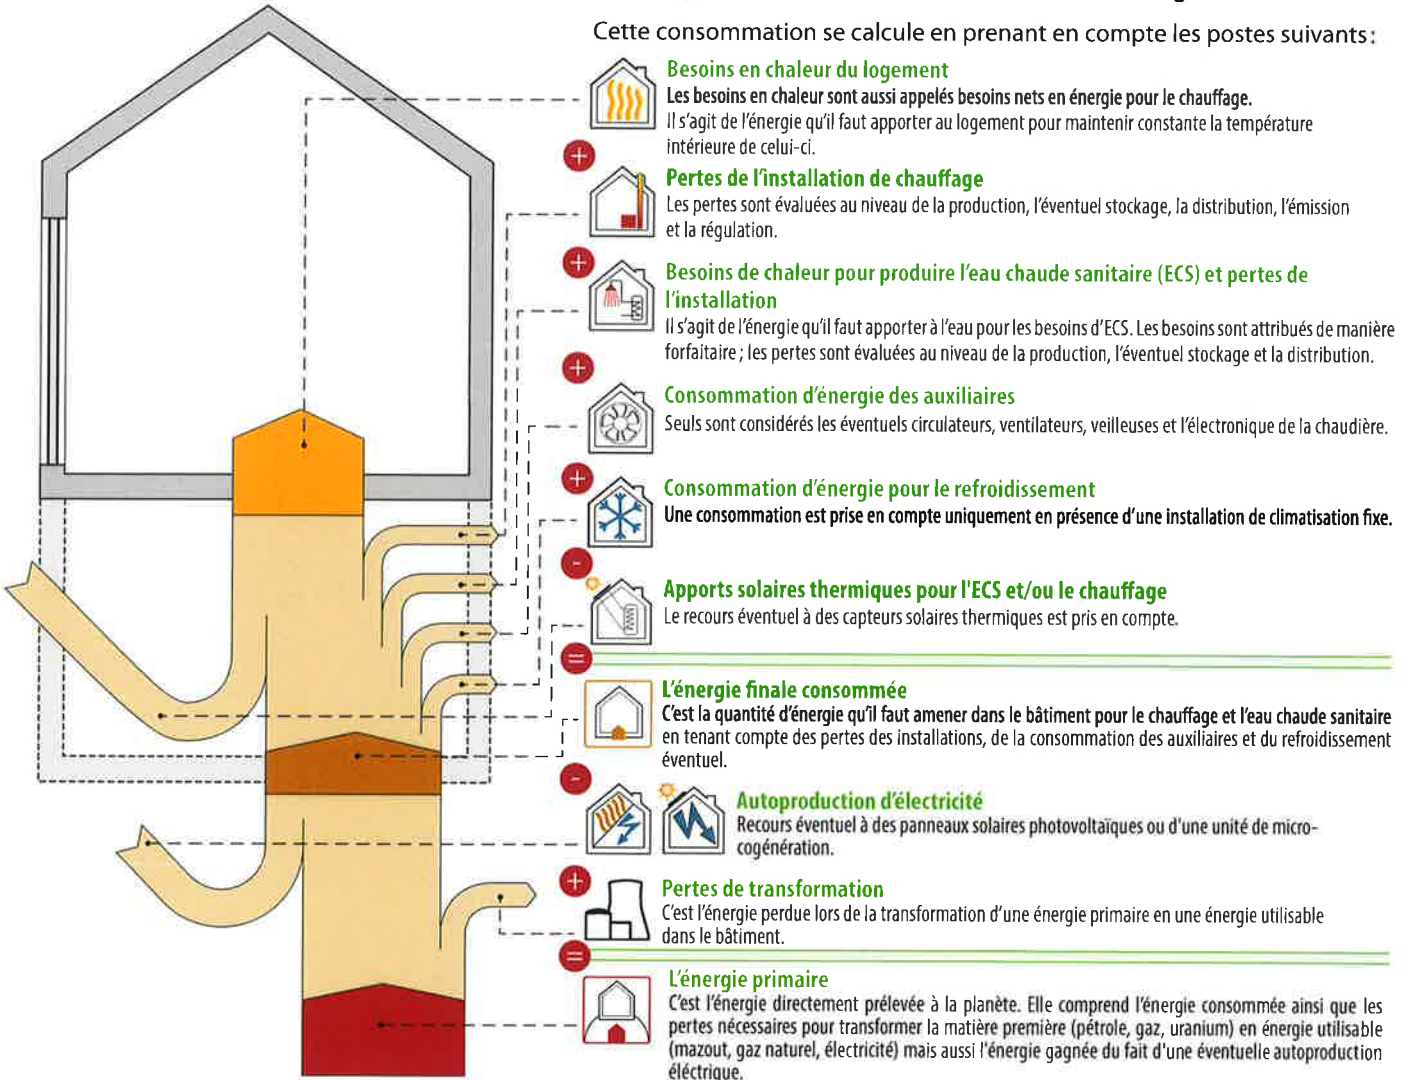 Cette consommation se calcule en prenant en compte les postes suivants :
Besoins en chaleur du logement
Les besoins en chaleur sont aussi appelés besoins nets en énergie pour le chauffage.
Il s'agit de l'énergie qu'il faut apporter au logement pour maintenir constante la température
intérieure de celui-ci.
+
Pertes de l'installation de chauffage
Les pertes sont évaluées au niveau de la production, l'éventuel stockage, la distribution, l'émission
et la régulation.
+
Besoins de chaleur pour produire l'eau chaude sanitaire (ECS) et pertes de
l'installation
Il s'agit de l'énergie qu'il faut apporter à l'eau pour les besoins d'ECS. Les besoins sont attribués de manière
forfaitaire ; les pertes sont évaluées au niveau de la production, l'éventuel stockage et la distribution.
+
Consommation d'énergie des auxiliaires
Seuls sont considérés les éventuels circulateurs, ventilateurs, veilleuses et l'électronique de la chaudière.
+
Consommation d'énergie pour le refroidissement
Une consommation est prise en compte uniquement en présence d'une installation de climatisation fixe.
-
Apports solaires thermiques pour l'ECS et/ou le chauffage
Le recours éventuel à des capteurs solaires thermiques est pris en compte.
=
L'énergie finale consommée
C'est la quantité d'énergie qu'il faut amener dans le bâtiment pour le chauffage et l'eau chaude sanitaire
en tenant compte des pertes des installations, de la consommation des auxiliaires et du refroidissement
éventuel.
-
Autoproduction d'électricité
Recours éventuel à des panneaux solaires photovoltaïques ou d'une unité de micro-
cogénération.
+
Pertes de transformation
C'est l'énergie perdue lors de la transformation d'une énergie primaire en une énergie utilisable
dans le bâtiment.
=
L'énergie primaire
C'est l'énergie directement prélevée à la planète. Elle comprend l'énergie consommée ainsi que les
pertes nécessaires pour transformer la matière première (pétrole, gaz, uranium) en énergie utilisable
(mazout, gaz naturel, électricité) mais aussi l'énergie gagnée du fait d'une éventuelle autoproduction
éléctrique.